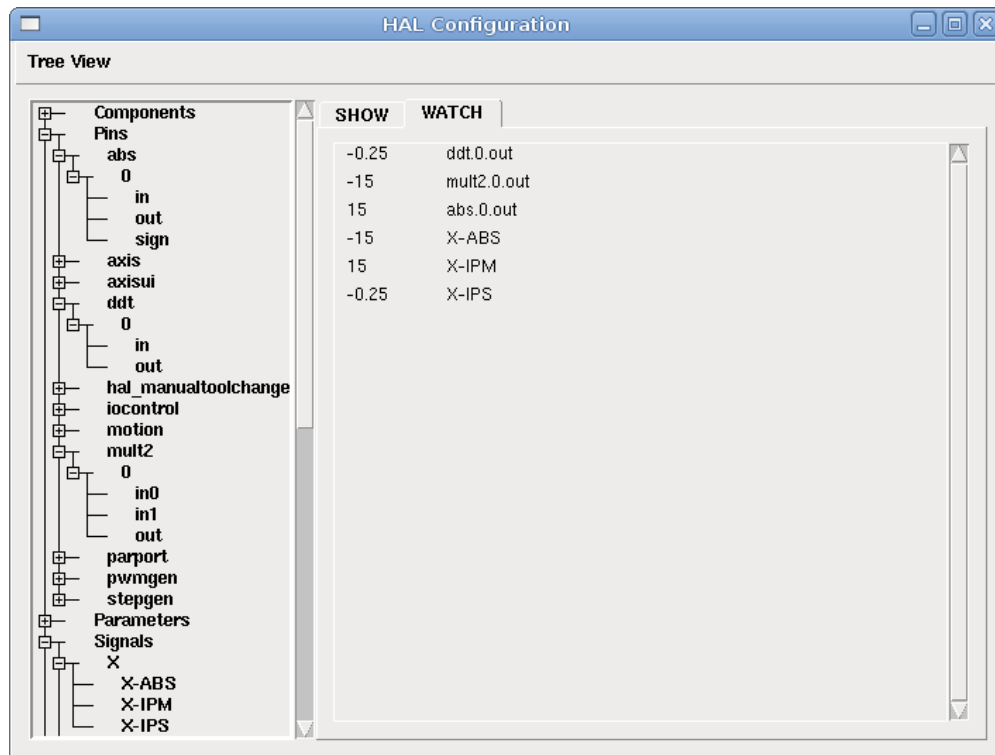 HAL Configuration
Tree View
Components
Pins
abs
0
in
out
sign
axis
axisui
ddt
0
in
out
hal_manualtoolchange
iocontrol
motion
mult2
0
in0
in1
out
parport
pwmgen
stepgen
Parameters
Signals
X
X-ABS
X-IPM
X-IPS
SHOW WATCH
-0.25 ddt.0.out
-15 mult2.0.out
15 abs.0.out
-15 X-ABS
15 X-IPM
-0.25 X-IPS